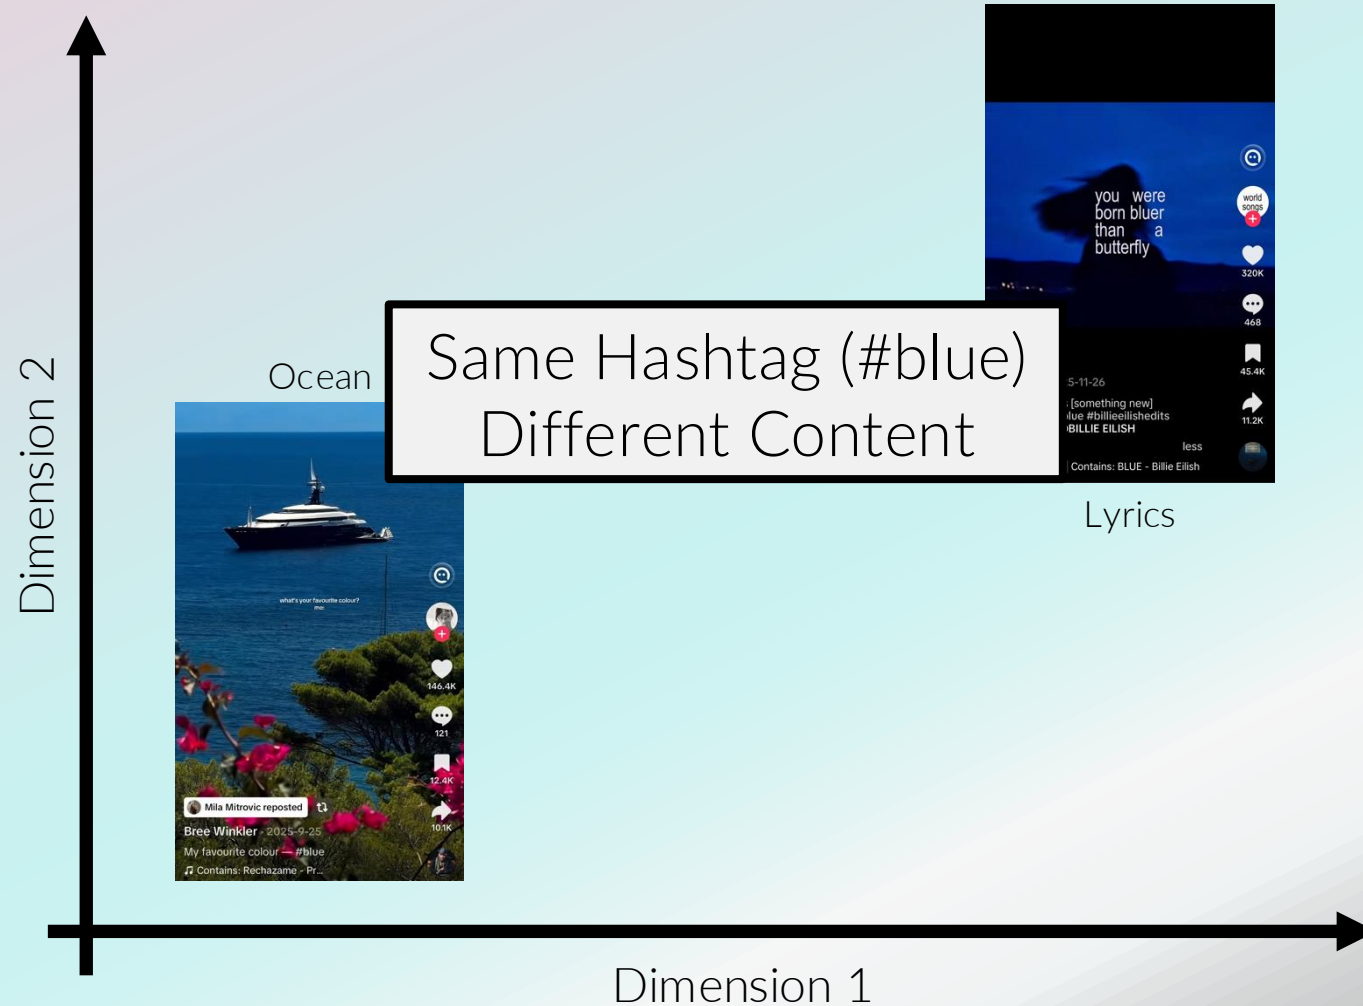 Dimension 2
Ocean
what's your favourite colour?
me:
146.4K
121
12.4K
10.1K
Mila Mitrovic reposted
Bree Winkler · 2025-9-25
My favourite colour — #blue
Contains: Rechazame - Pr...
Same Hashtag (#blue)
Different Content
you were
born bluer
than a
butterfly
world
songs
320K
468
45.4K
11.2K
5-11-26
[something new]
lue #billieeilishedits
BILLIE EILISH
less
Contains: BLUE - Billie Eilish
Lyrics
Dimension 1